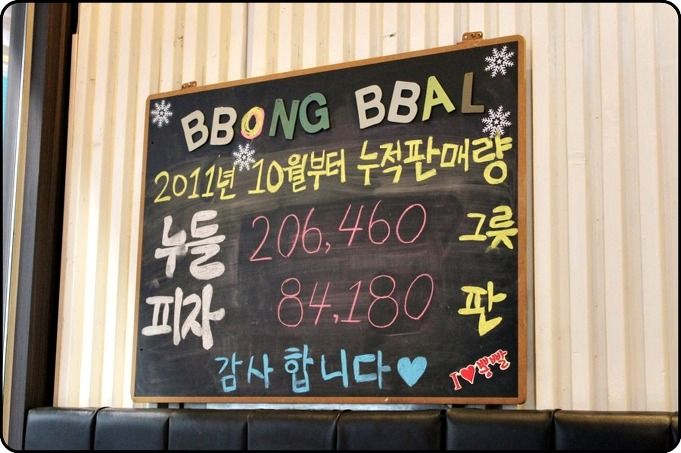 BBONG BBAL
2011년 10월부터 누적판매량
누들 206,460 그릇
피자 84,180 판
감사합니다♥
I♥뽕빨